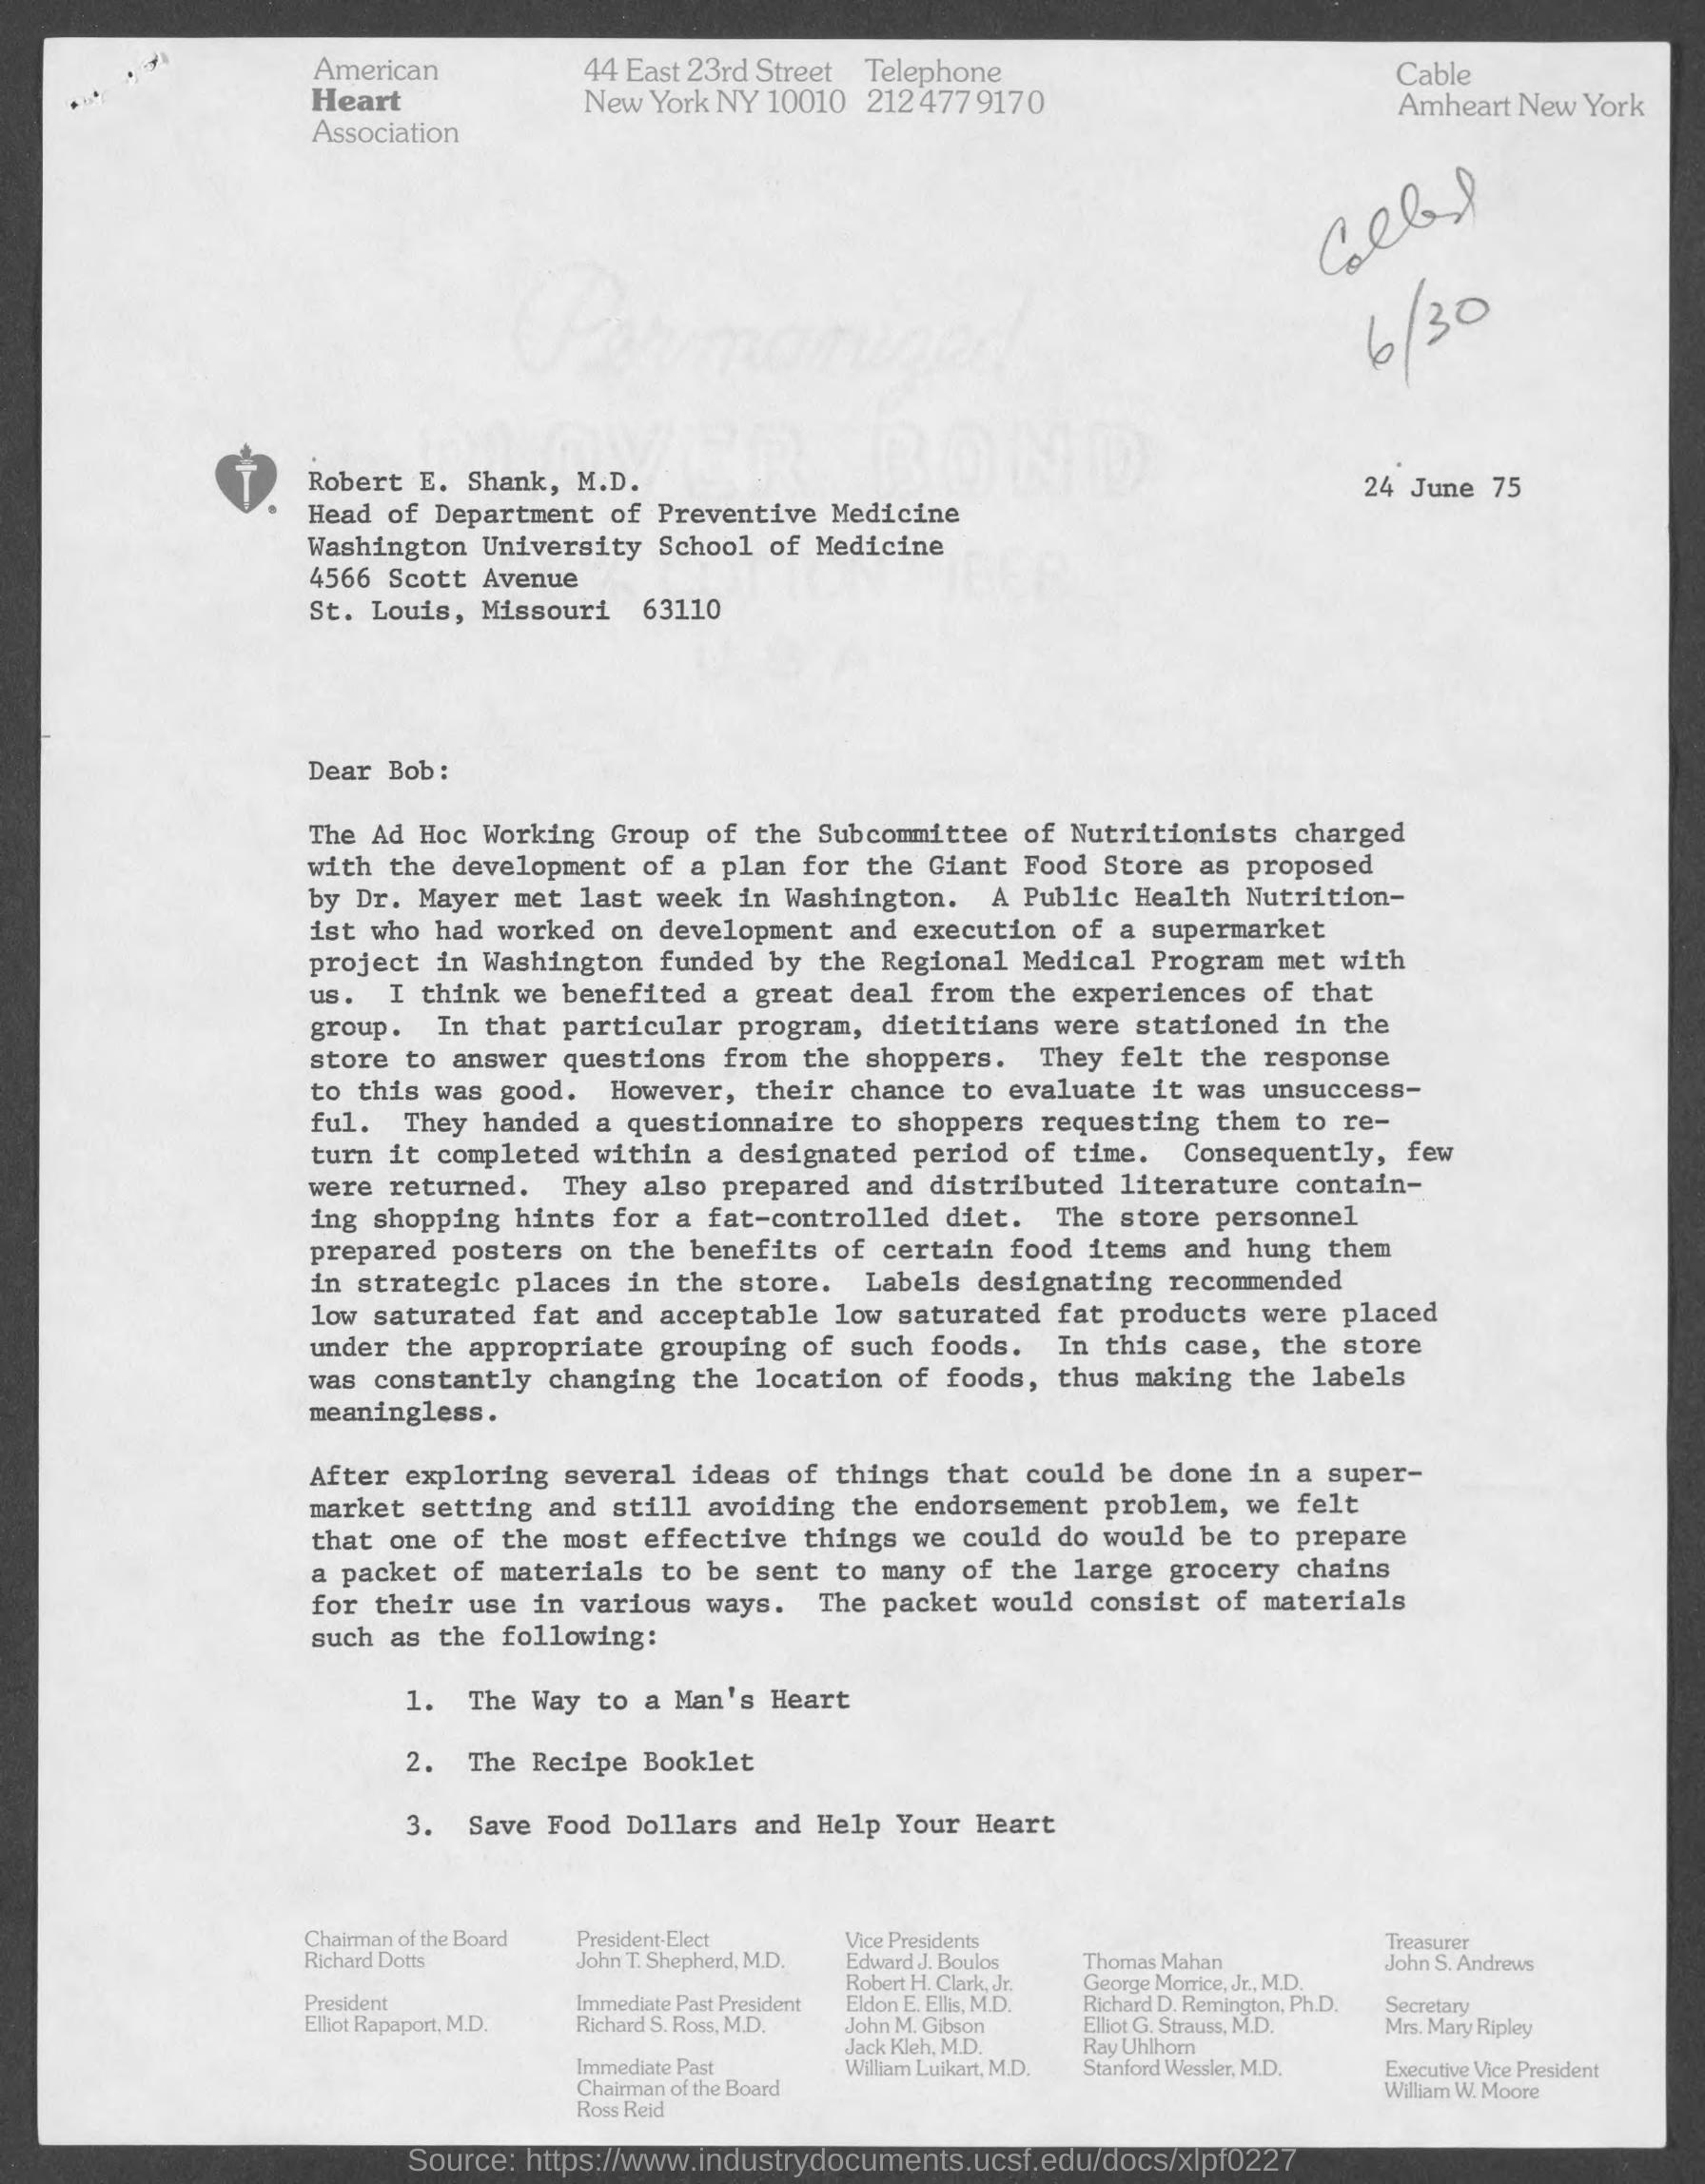 American
Heart
Association
44 East 23rd Street
New York NY 10010
Telephone
212 477 9170
Cable
Amheart New York
Called
6/30
Robert E. Shank, M.D.
Head of Department of Preventive Medicine
Washington University School of Medicine
4566 Scott Avenue
St. Louis, Missouri 63110
24 June 75
Dear Bob:
The Ad Hoc Working Group of the Subcommittee of Nutritionists charged
with the development of a plan for the Giant Food Store as proposed
by Dr. Mayer met last week in Washington. A Public Health Nutrition-
ist who had worked on development and execution of a supermarket
project in Washington funded by the Regional Medical Program met with
us. I think we benefited a great deal from the experiences of that
group. In that particular program, dietitians were stationed in the
store to answer questions from the shoppers. They felt the response
to this was good. However, their chance to evaluate it was unsuccess-
ful. They handed a questionnaire to shoppers requesting them to re-
turn it completed within a designated period of time. Consequently, few
were returned. They also prepared and distributed literature contain-
ing shopping hints for a fat-controlled diet. The store personnel
prepared posters on the benefits of certain food items and hung them
in strategic places in the store. Labels designating recommended
low saturated fat and acceptable low saturated fat products were placed
under the appropriate grouping of such foods. In this case, the store
was constantly changing the location of foods, thus making the labels
meaningless.
After exploring several ideas of things that could be done in a super-
market setting and still avoiding the endorsement problem, we felt
that one of the most effective things we could do would be to prepare
a packet of materials to be sent to many of the large grocery chains
for their use in various ways. The packet would consist of materials
such as the following:
1. The Way to a Man's Heart
2. The Recipe Booklet
3. Save Food Dollars and Help Your Heart
Chairman of the Board
Richard Dotts
President
Elliot Rapaport, M.D.
President-Elect
John T. Shepherd, M.D.
Immediate Past President
Richard S. Ross, M.D.
Immediate Past
Chairman of the Board
Ross Reid
Vice Presidents
Edward J. Boulos
Robert H. Clark, Jr.
Eldon E. Ellis, M.D.
John M. Gibson
Jack Kleh, M.D.
William Luikart, M.D.
Thomas Mahan
George Morrice, Jr., M.D.
Richard D. Remington, Ph.D.
Elliot G. Strauss, M.D.
Ray Uhlhorn
Stanford Wessler, M.D.
Treasurer
John S. Andrews
Secretary
Mrs. Mary Ripley
Executive Vice President
William W. Moore
Source: https://www.industrydocuments.ucsf.edu/docs/xlpf0227